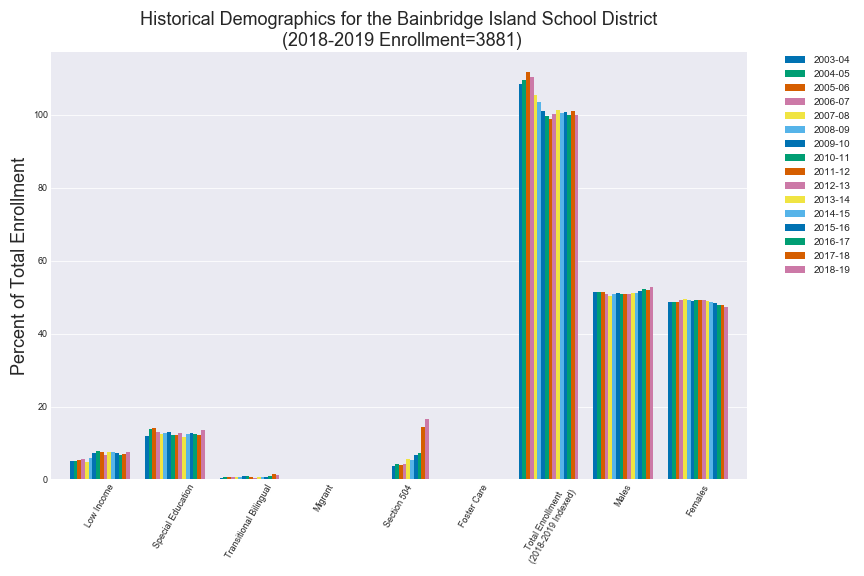 Historical Demographics for the Bainbridge Island School District
(2018-2019 Enrollment=3881)
Percent of Total Enrollment
100
80
60
40
20
0
Low Income
Special Education
Transitional Bilingual
Migrant
Section 504
Foster Care
Total Enrollment
(2018-2019 Indexed)
Males
Females
2003-04
2004-05
2005-06
2006-07
2007-08
2008-09
2009-10
2010-11
2011-12
2012-13
2013-14
2014-15
2015-16
2016-17
2017-18
2018-19